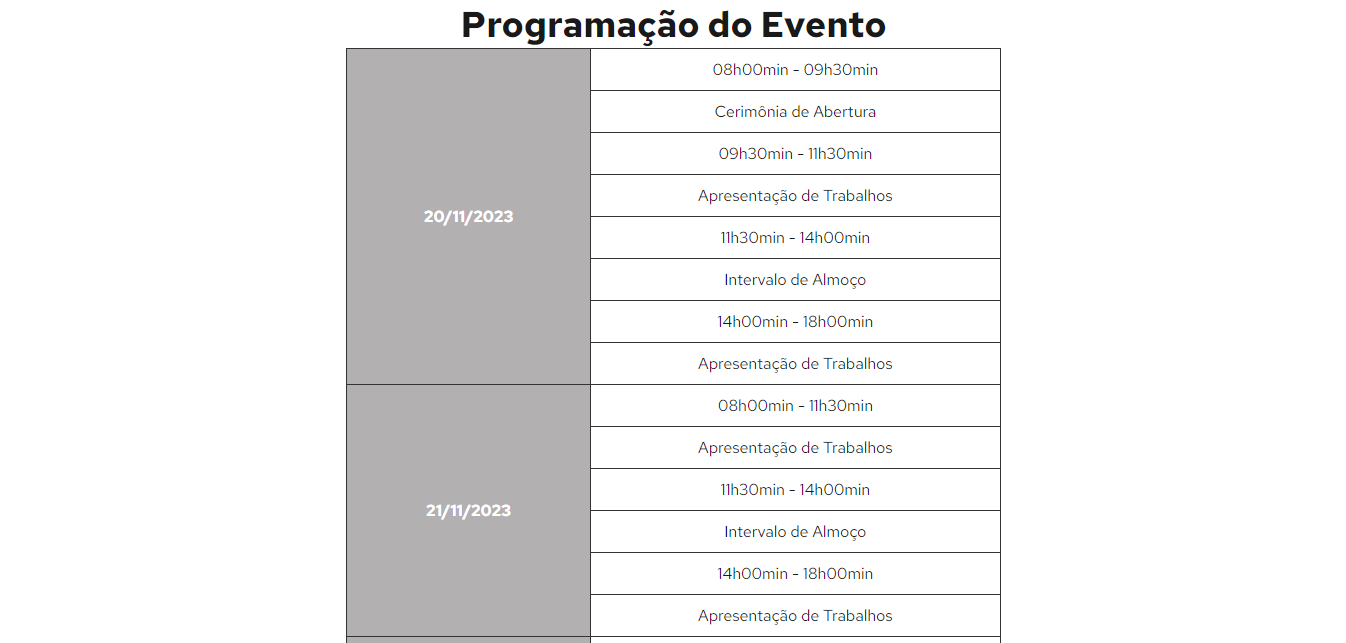 Programação do Evento
20/11/2023
08h00min - 09h30min
Cerimônia de Abertura
09h30min - 11h30min
Apresentação de Trabalhos
11h30min - 14h00min
Intervalo de Almoço
14h00min - 18h00min
Apresentação de Trabalhos
21/11/2023
08h00min - 11h30min
Apresentação de Trabalhos
11h30min - 14h00min
Intervalo de Almoço
14h00min - 18h00min
Apresentação de Trabalhos